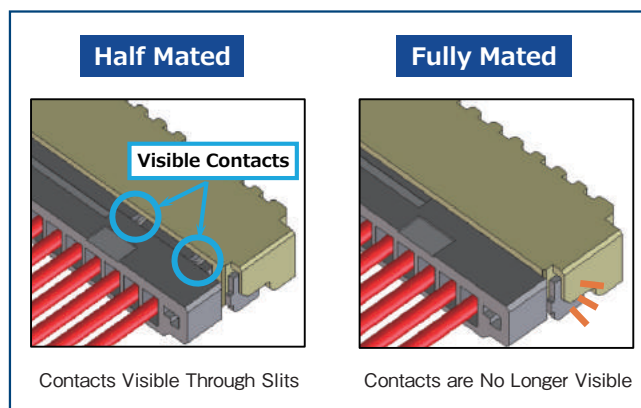 Half Mated
Fully Mated
Visible Contacts
Contacts Visible Through Slits
Contacts are No Longer Visible